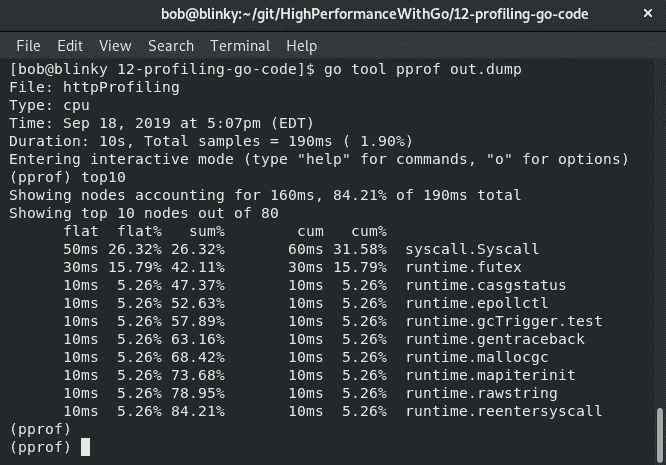 bob@blinky:~/git/HighPerformanceWithGo/12-profiling-go-code ×
File Edit View Search Terminal Help
[bob@blinky 12-profiling-go-code]$ go tool pprof out.dump
File: httpProfiling
Type: cpu
Time: Sep 18, 2019 at 5:07pm (EDT)
Duration: 10s, Total samples = 190ms ( 1.90%)
Entering interactive mode (type "help" for commands, "o" for options)
(pprof) top10
Showing nodes accounting for 160ms, 84.21% of 190ms total
Showing top 10 nodes out of 80
      flat  flat%   sum%        cum   cum%
      50ms 26.32% 26.32%       60ms 31.58%  syscall.Syscall
      30ms 15.79% 42.11%       30ms 15.79%  runtime.futex
      10ms  5.26% 47.37%       10ms  5.26%  runtime.casgstatus
      10ms  5.26% 52.63%       10ms  5.26%  runtime.epollctl
      10ms  5.26% 57.89%       10ms  5.26%  runtime.gcTrigger.test
      10ms  5.26% 63.16%       10ms  5.26%  runtime.gentraceback
      10ms  5.26% 68.42%       10ms  5.26%  runtime.mallocgc
      10ms  5.26% 73.68%       10ms  5.26%  runtime.mapiterinit
      10ms  5.26% 78.95%       10ms  5.26%  runtime.rawstring
      10ms  5.26% 84.21%       10ms  5.26%  runtime.reentersyscall
(pprof)
(pprof)